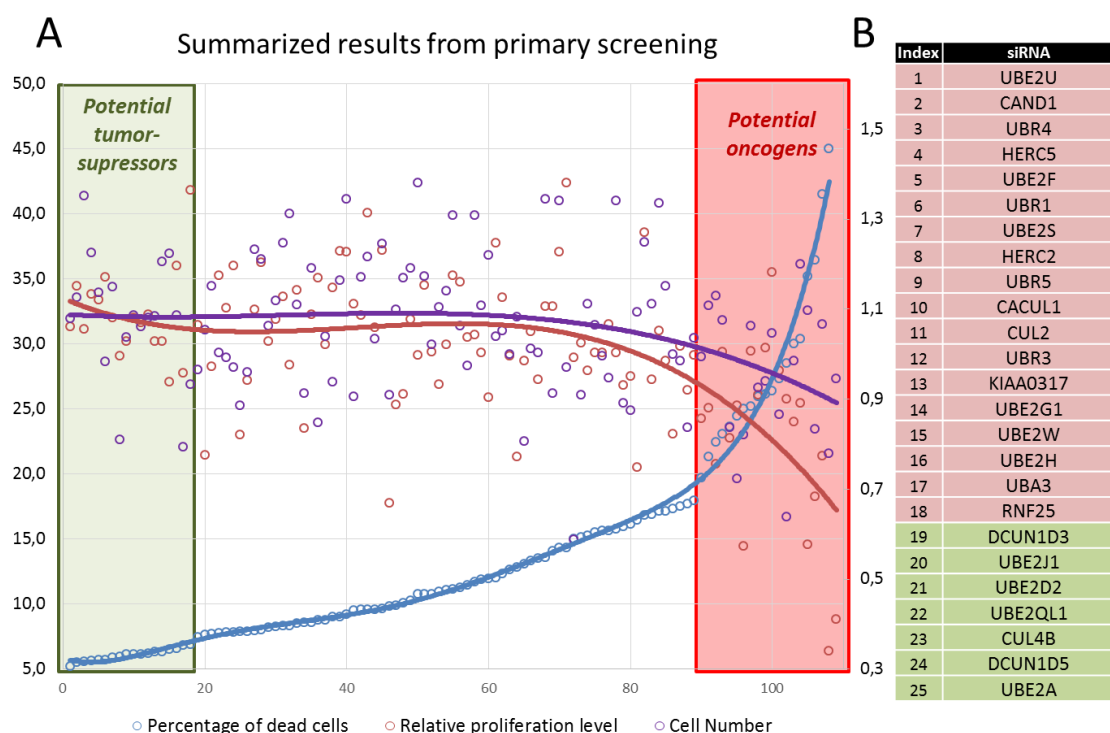 A
Summarized results from primary screening
B
50,0
45,0
40,0
35,0
30,0
25,0
20,0
15,0
10,0
5,0
Potential
tumor-
supressors
Potential
oncogens
1,5
1,3
1,1
0,9
0,7
0,5
0,3
0 20 40 60 80 100
Percentage of dead cells Relative proliferation level Cell Number
Index siRNA
1 UBE2U
2 CAND1
3 UBR4
4 HERC5
5 UBE2F
6 UBR1
7 UBE2S
8 HERC2
9 UBR5
10 CACUL1
11 CUL2
12 UBR3
13 KIAA0317
14 UBE2G1
15 UBE2W
16 UBE2H
17 UBA3
18 RNF25
19 DCUN1D3
20 UBE2J1
21 UBE2D2
22 UBE2QL1
23 CUL4B
24 DCUN1D5
25 UBE2A